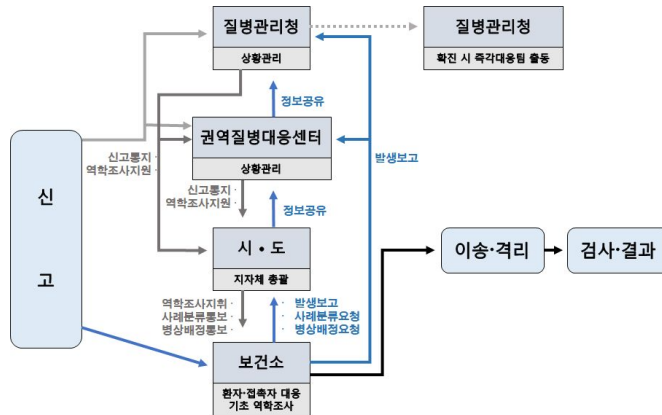 질병관리청
상황관리
질병관리청
확진 시 즉각대응팀 출동
정보공유
권역질병대응센터
상황관리
신고통지 ·
역학조사지원 ·
발생보고
신고
신고통지 ·
역학조사지원 ·
정보공유
시 · 도
지자체 총괄
이송·격리
검사·결과
역학조사지휘 ·
사례분류통보 ·
병상배정통보 ·
· 발생보고
· 사례분류요청
· 병상배정요청
보건소
환자·접촉자 대응
기초 역학조사